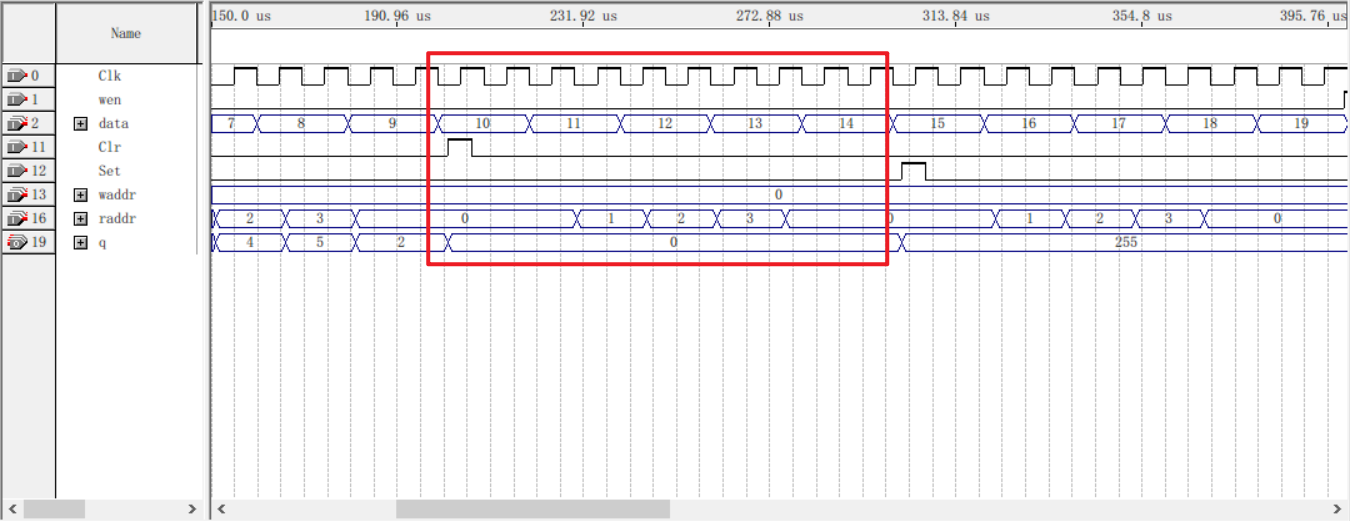 150.0 us 190.96 us 231.92 us 272.88 us 313.84 us 354.8 us 395.76 us
Name
0 Clk
1 wen
2 data 7 8 9 10 11 12 13 14 15 16 17 18 19
11 Clr
12 Set
13 waddr 0
16 raddr 2 3 0 1 2 3 0 1 2 3 0
19 q 4 5 2 0 255